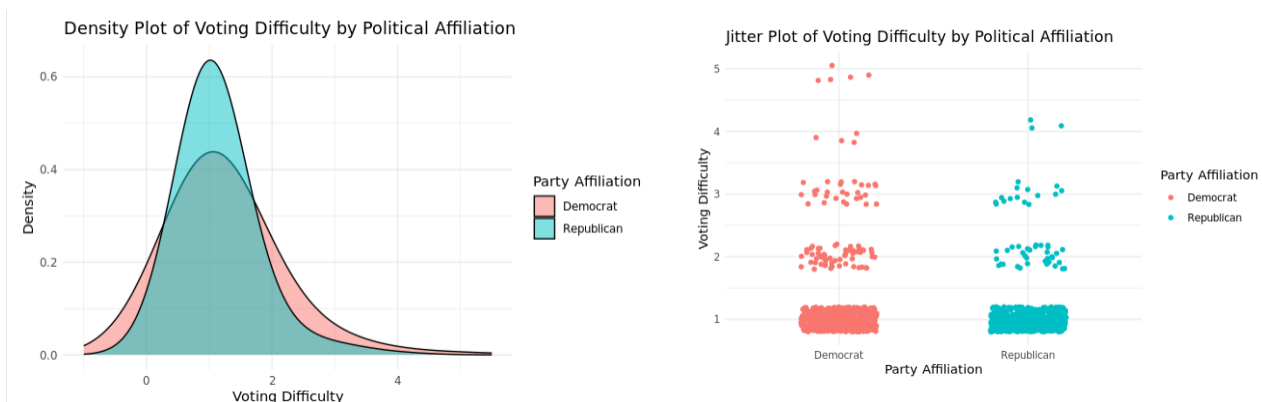 Density Plot of Voting Difficulty by Political Affiliation
0.6
0.4
0.2
0.0
Density
0
2
4
Voting Difficulty
Party Affiliation
Democrat
Republican
Jitter Plot of Voting Difficulty by Political Affiliation
5
4
3
2
1
Voting Difficulty
Democrat
Republican
Party Affiliation
Party Affiliation
Democrat
Republican